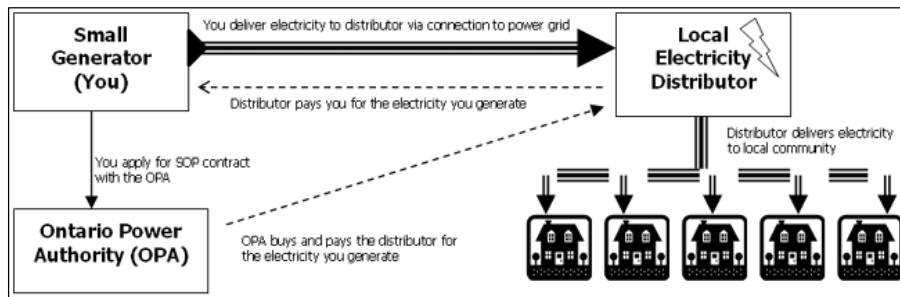 You deliver electricity to distributor via connection to power grid
Small
Generator
(You)
Local
Electricity
Distributor
Distributor pays you for the electricity you generate
Distributor delivers electricity
to local community
You apply for SOP contract
with the OPA
Ontario Power
Authority (OPA)
OPA buys and pays the distributor for
the electricity you generate